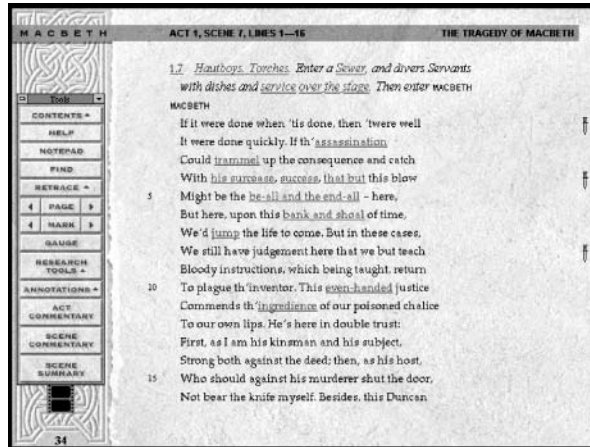 MACBETH
ACT 1, SCENE 7, LINES 1—16
THE TRAGEDY OF MACBETH
Tools
CONTENTS
HELP
NOTEPAD
FIND
RETRACE
PAGE
MARK
GAUGE
RESEARCH
TOOLS
ANNOTATIONS
ACT
COMMENTARY
SCENE
COMMENTARY
SCENE
SUMMARY
34
1.7 Hautboys. Torches. Enter a Sewer, and divers Servants
with dishes and service over the stage. Then enter MACBETH
MACBETH
If it were done when 'tis done, then 'twere well
It were done quickly. If th'assassination
Could trammel up the consequence and catch
With his surcease, success, that but this blow
5 Might be the be-all and the end-all – here,
But here, upon this bank and shoal of time,
We'd jump the life to come. But in these cases,
We still have judgement here that we but teach
Bloody instructions, which being taught, return
10 To plague th'inventor. This even-handed justice
Commends th'ingredience of our poisoned chalice
To our own lips. He's here in double trust:
First, as I am his kinsman and his subject,
Strong both against the deed; then, as his host,
15 Who should against his murderer shut the door,
Not bear the knife myself. Besides, this Duncan